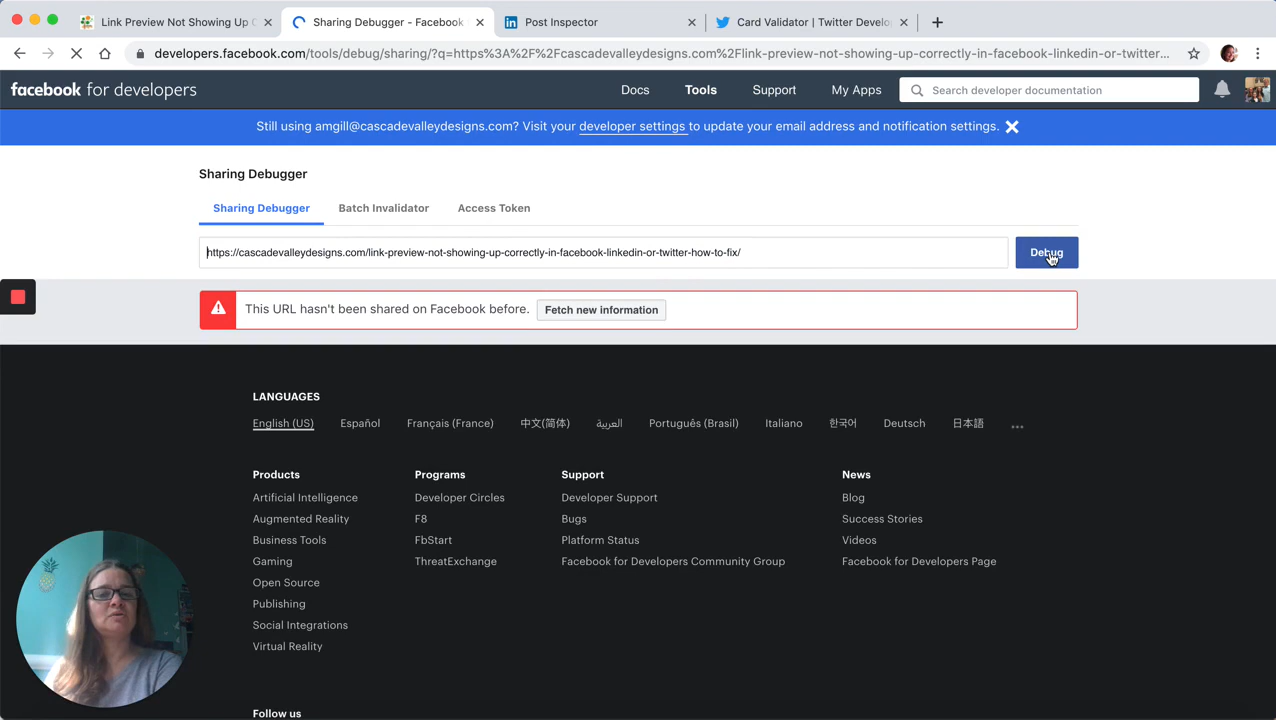 Link Preview Not Showing Up
Sharing Debugger - Facebook
Post Inspector
Card Validator | Twitter Develo
developers.facebook.com/tools/debug/sharing/?q=https%3A%2F%2Fcascadevalleydesigns.com%2Flink-preview-not-showing-up-correctly-in-facebook-linkedin-or-twitter...
facebook for developers
Docs
Tools
Support
My Apps
Search developer documentation
Still using amgill@cascadevalleydesigns.com? Visit your developer settings to update your email address and notification settings.
Sharing Debugger
Sharing Debugger
Batch Invalidator
Access Token
https://cascadevalleydesigns.com/link-preview-not-showing-up-correctly-in-facebook-linkedin-or-twitter-how-to-fix/
Debug
This URL hasn't been shared on Facebook before.
Fetch new information
LANGUAGES
English (US)
Español
Français (France)
中文(简体)
العربية
Português (Brasil)
Italiano
한국어
Deutsch
日本語
Products
Programs
Support
News
Artificial Intelligence
Developer Circles
Developer Support
Blog
Augmented Reality
F8
Bugs
Success Stories
Business Tools
FbStart
Platform Status
Videos
Gaming
ThreatExchange
Facebook for Developers Community Group
Facebook for Developers Page
Open Source
Publishing
Social Integrations
Virtual Reality
Follow us